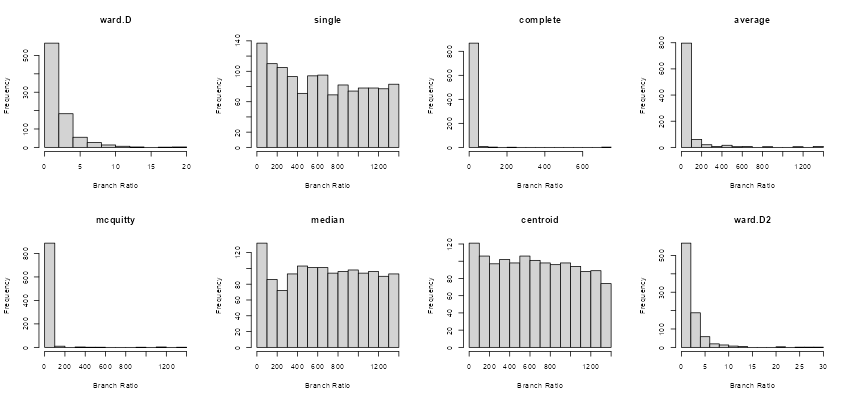 ward.D
single
complete
average
Frequency
0 100 300 500
0 5 10 15 20
Branch Ratio
Frequency
0 20 60 100 140
0 200 400 600 800 1200
Branch Ratio
Frequency
0 200 400 600 800
0 200 400 600
Branch Ratio
Frequency
0 200 400 600 800
0 200 400 600 800 1200
Branch Ratio
mcquitty
median
centroid
ward.D2
Frequency
0 200 400 600 800
0 200 400 600 800 1200
Branch Ratio
Frequency
0 20 40 60 80 120
0 200 400 600 800 1200
Branch Ratio
Frequency
0 20 40 60 80 120
0 200 400 600 800 1200
Branch Ratio
Frequency
0 100 300 500
0 5 10 15 20 25 30
Branch Ratio